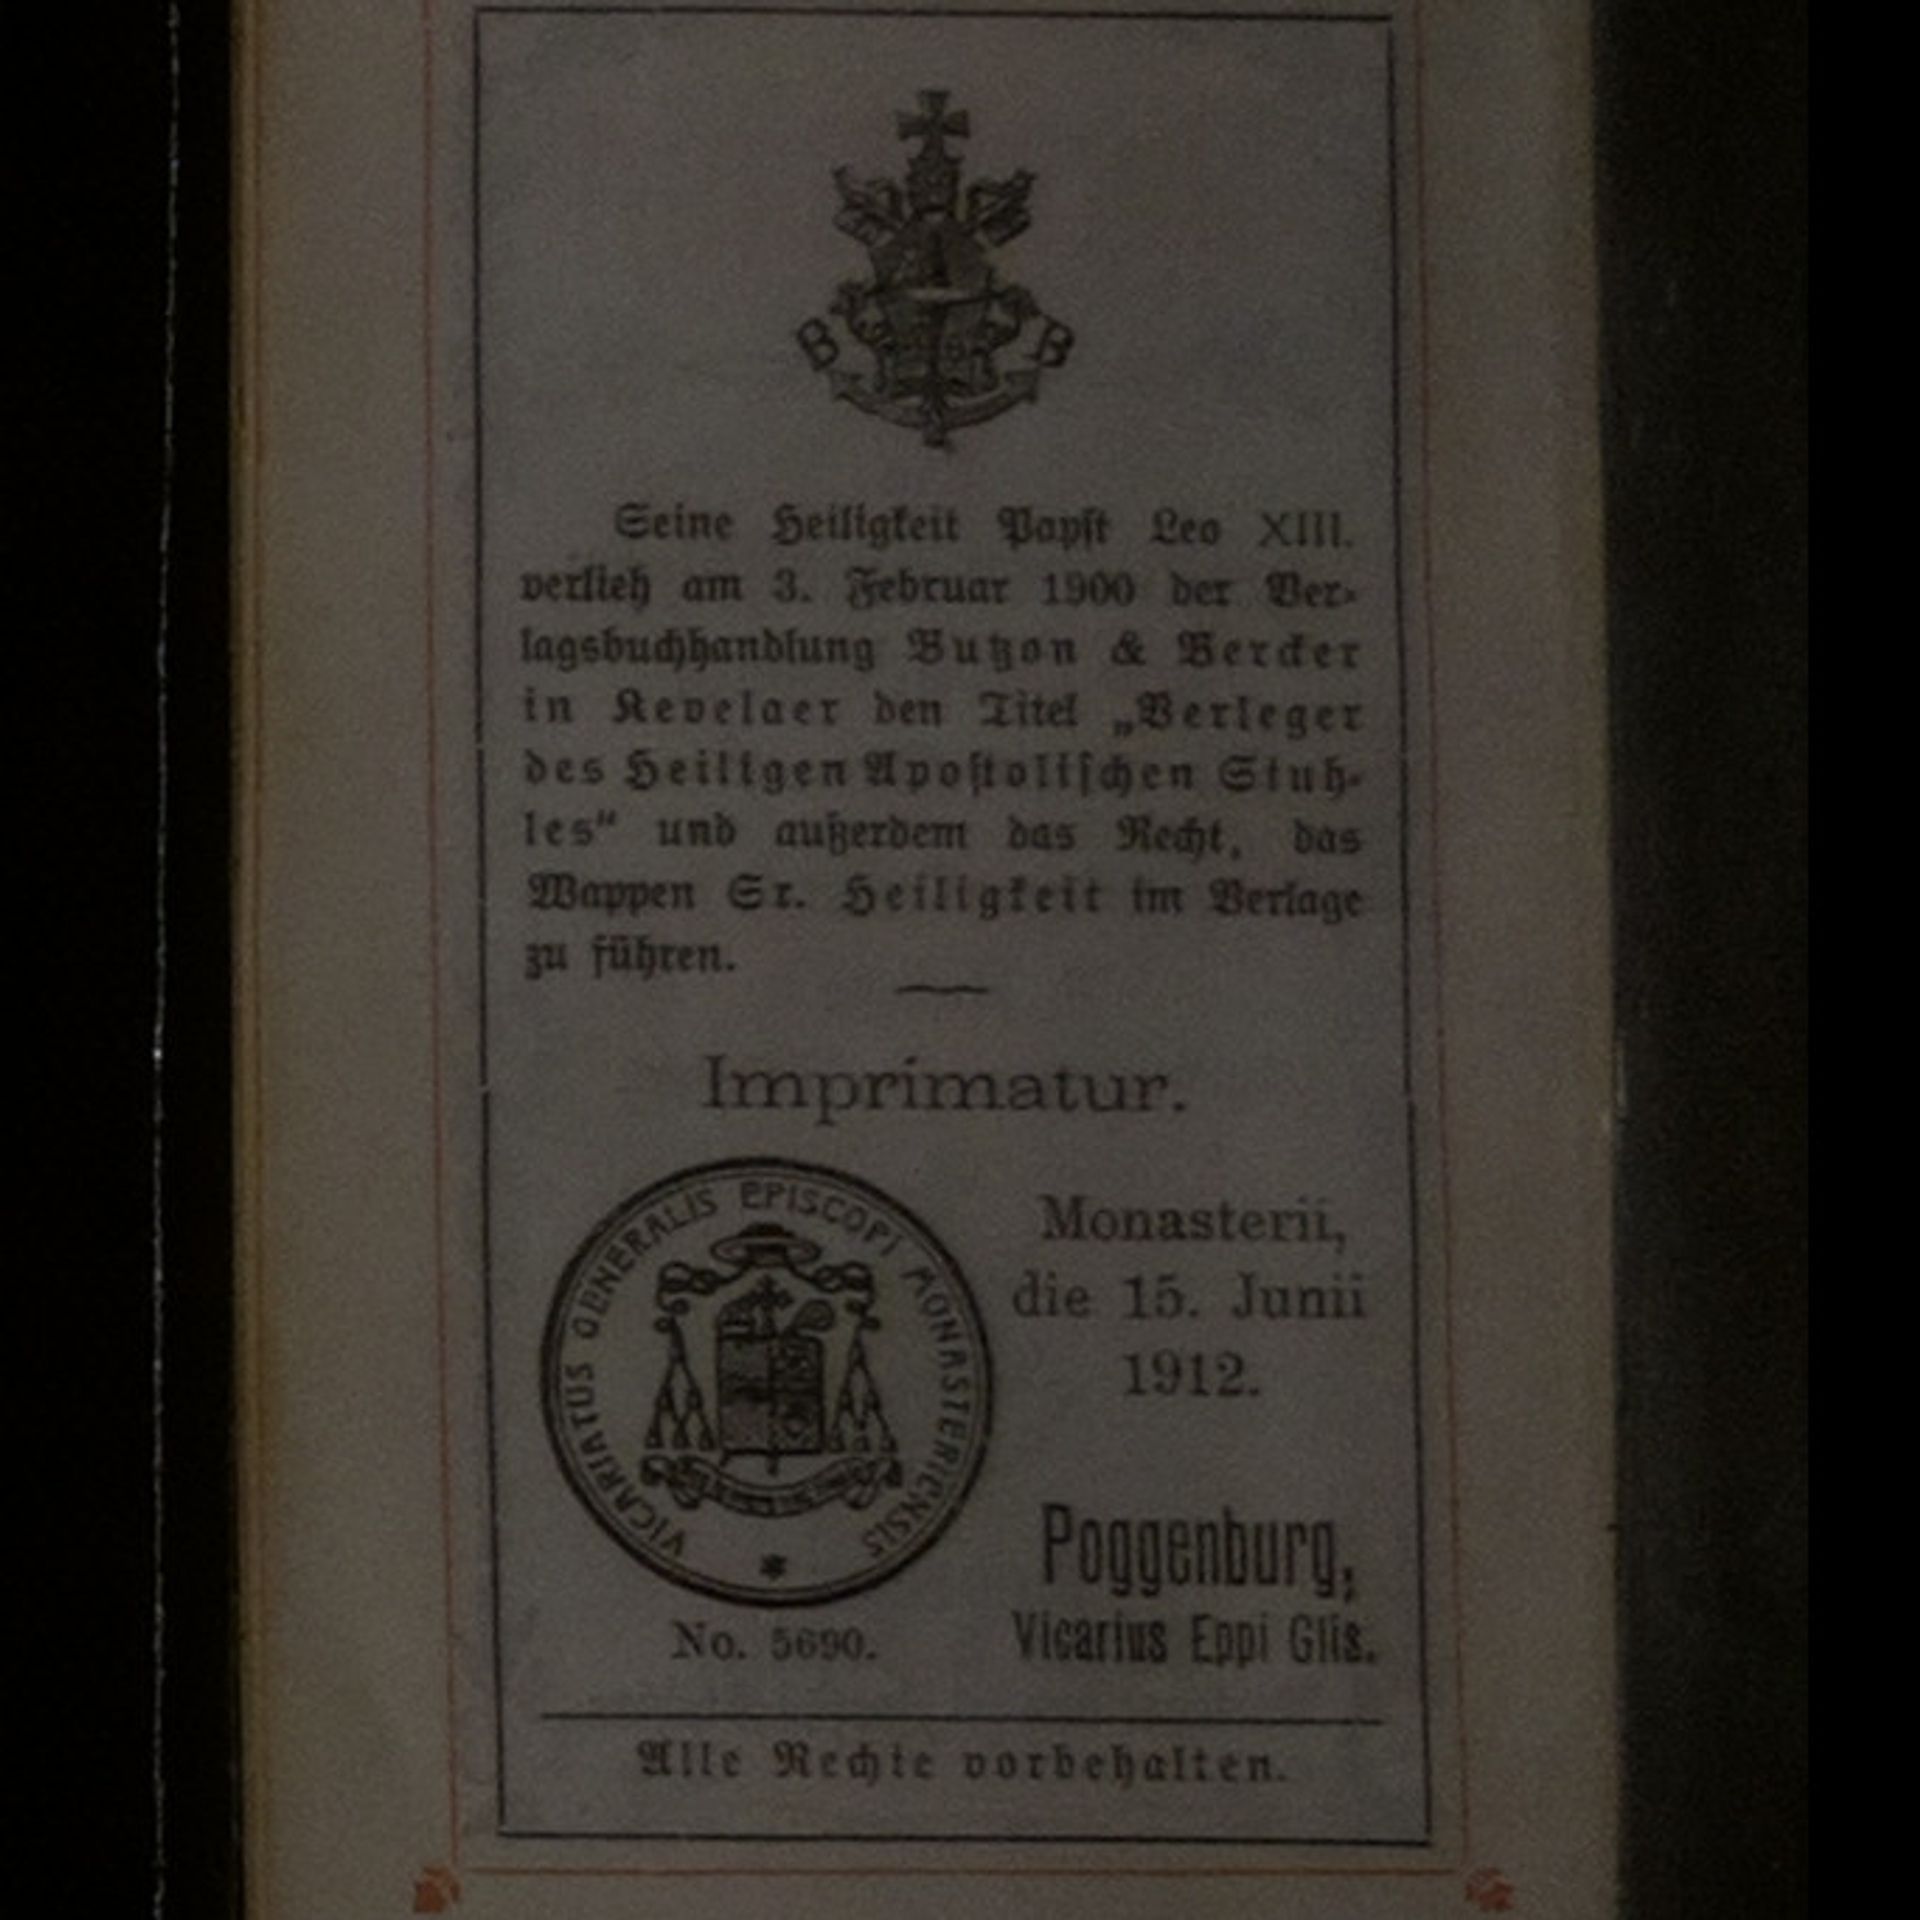 B B
Seine Heiligkeit Papst Leo XIII.
verlieh am 3. Februar 1900 der Ver-
lagsbuchhandlung Butzon & Bercker
in Kevelaer den Titel „Verleger
des Heiligen Apostolischen Stuh-
les“ und außerdem das Recht, das
Wappen Sr. Heiligkeit im Verlage
zu führen.
Imprimatur.
VICARIATUS GENERALIS EPISCOPI MONASTERIENSIS
Monasterii,
die 15. Junii
1912.
Poggenburg,
Vicarius Eppi Glis.
No. 5690.
Alle Rechte vorbehalten.